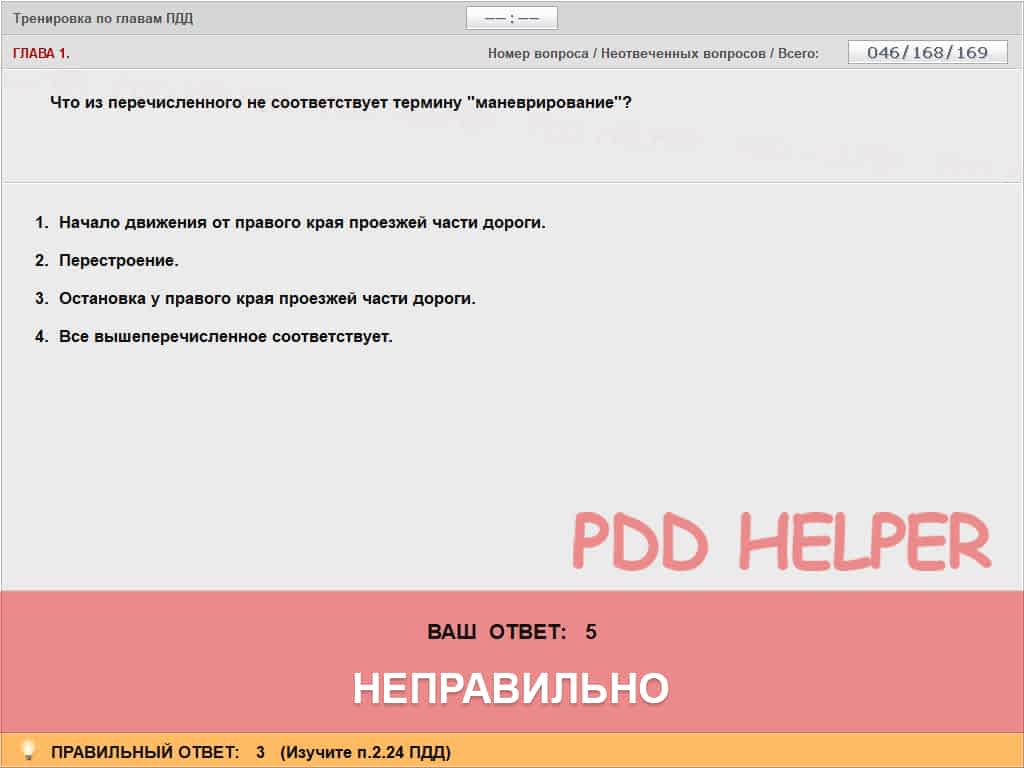 Тренировка по главам ПДД
—— : ——
ГЛАВА 1.
Номер вопроса / Неотвеченных вопросов / Всего: 046/168/169
Что из перечисленного не соответствует термину "маневрирование"?
1. Начало движения от правого края проезжей части дороги.
2. Перестроение.
3. Остановка у правого края проезжей части дороги.
4. Все вышеперечисленное соответствует.
PDD HELPER
ВАШ ОТВЕТ: 5
НЕПРАВИЛЬНО
ПРАВИЛЬНЫЙ ОТВЕТ: 3 (Изучите п.2.24 ПДД)